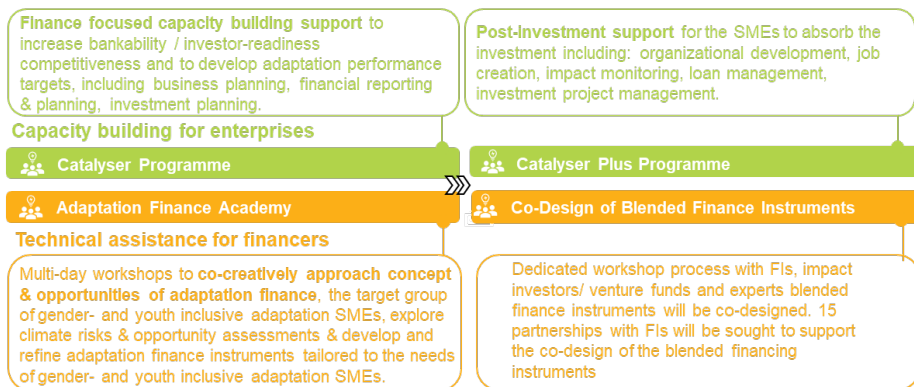 Finance focused capacity building support to
increase bankability / investor-readiness
competitiveness and to develop adaptation performance
targets, including business planning, financial reporting
& planning, investment planning.
Post-Investment support for the SMEs to absorb the
investment including: organizational development, job
creation, impact monitoring, loan management,
investment project management.
Capacity building for enterprises
Catalyser Programme
Catalyser Plus Programme
Adaptation Finance Academy
Co-Design of Blended Finance Instruments
Technical assistance for financers
Multi-day workshops to co-creatively approach concept
& opportunities of adaptation finance, the target group
of gender- and youth inclusive adaptation SMEs, explore
climate risks & opportunity assessments & develop and
refine adaptation finance instruments tailored to the needs
of gender- and youth inclusive adaptation SMEs.
Dedicated workshop process with FIs, impact
investors/ venture funds and experts blended
finance instruments will be co-designed. 15
partnerships with FIs will be sought to support
the co-design of the blended financing
instruments